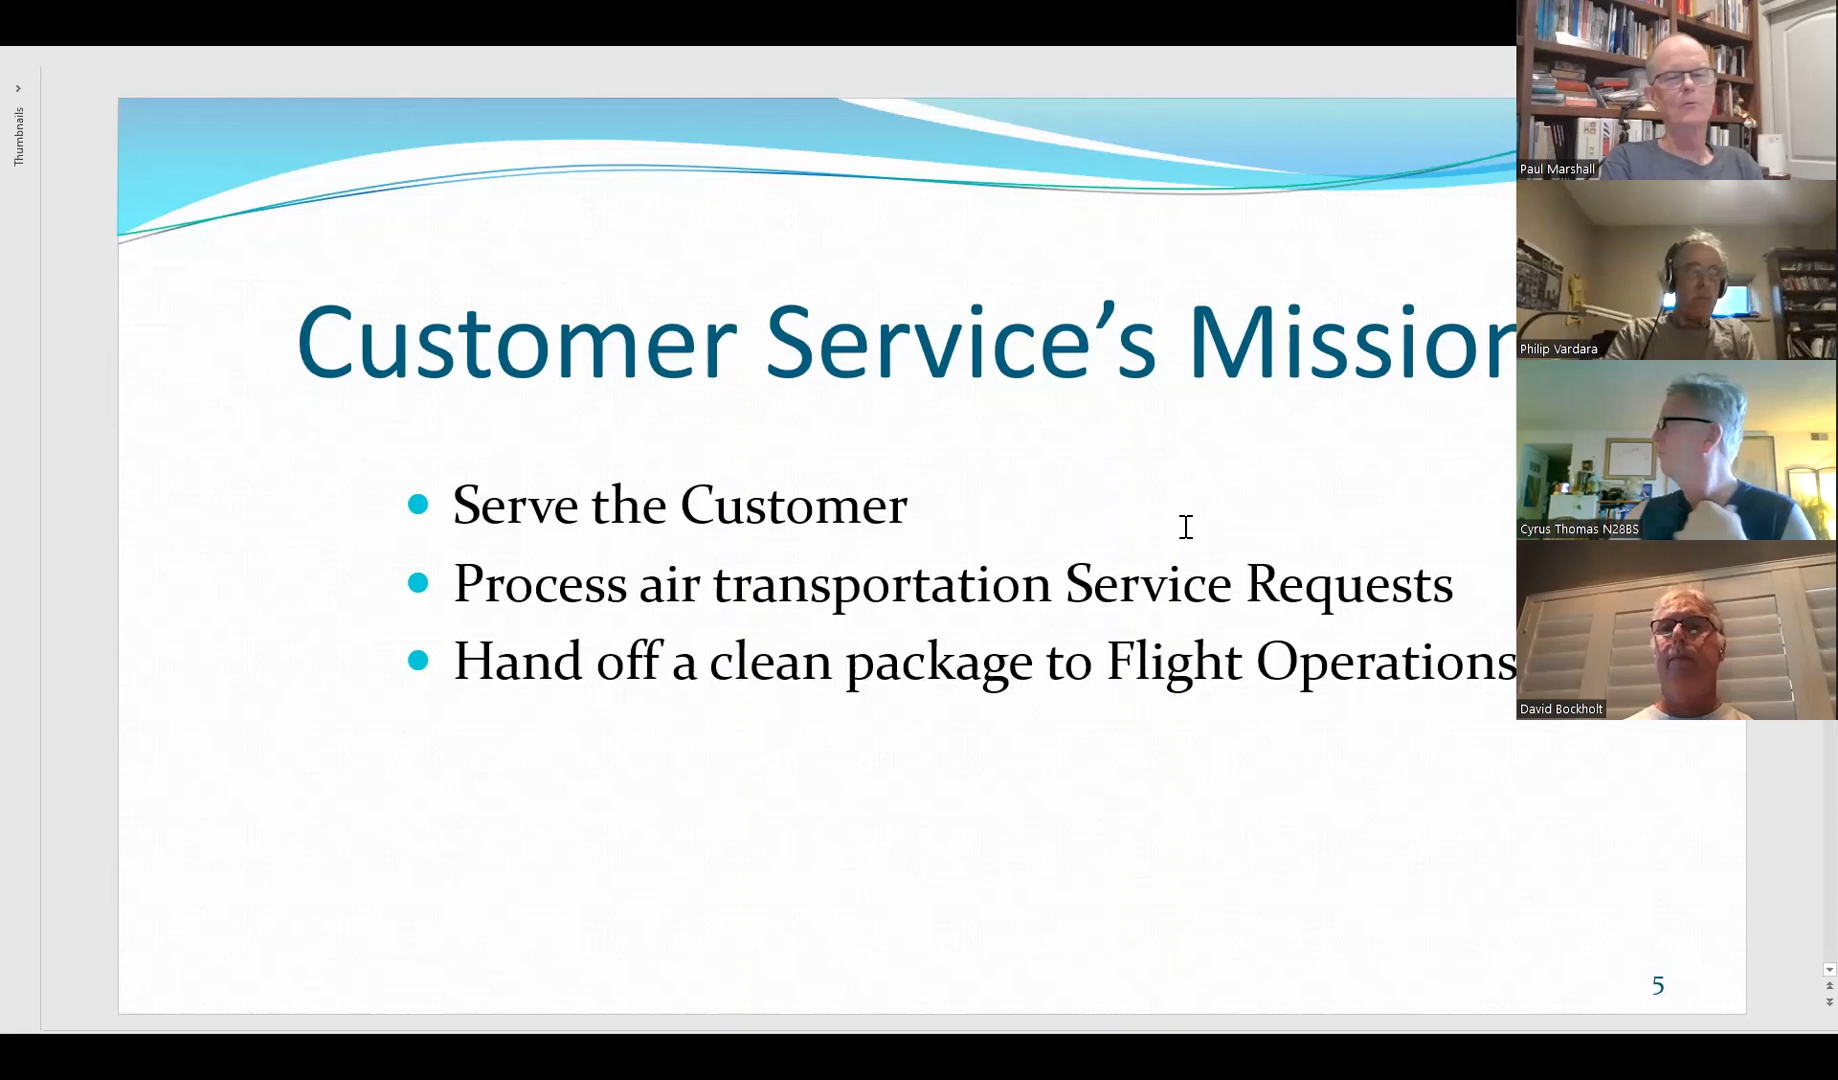 Thumbnails
Customer Service's Mission
Serve the Customer
Process air transportation Service Requests
Hand off a clean package to Flight Operations
5
Paul Marshall
Philip Vardara
Cyrus Thomas N28BS
David Bockholt